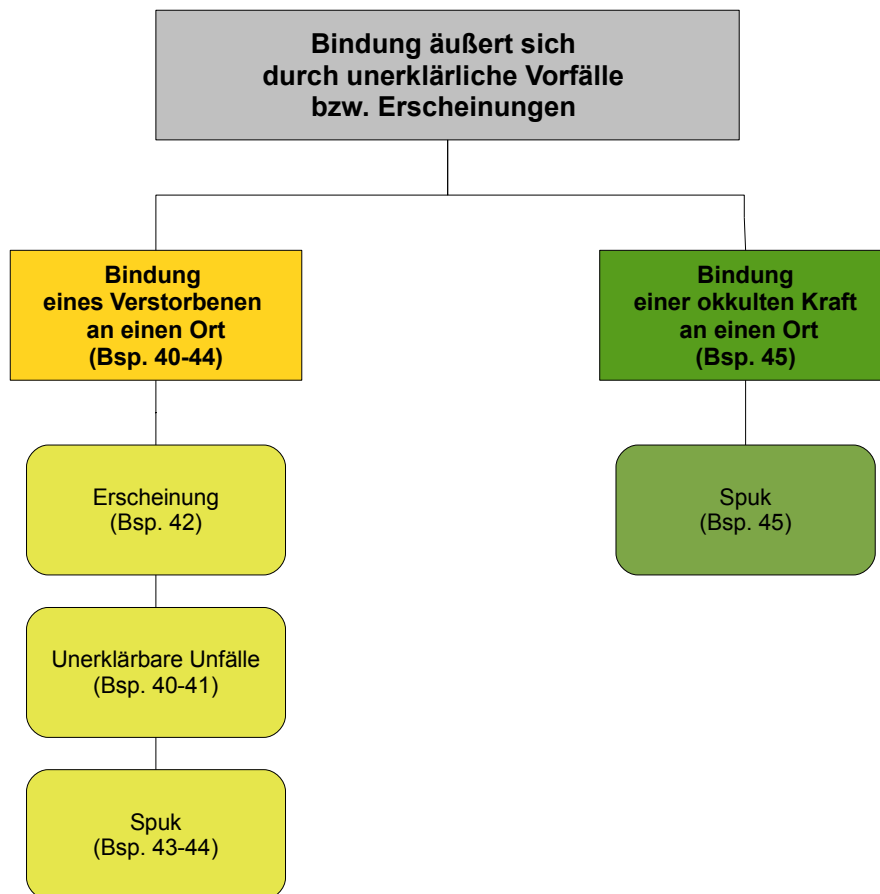 Bindung äußert sich
durch unerklärliche Vorfälle
bzw. Erscheinungen
Bindung
eines Verstorbenen
an einen Ort
(Bsp. 40-44)
Bindung
einer okkulten Kraft
an einen Ort
(Bsp. 45)
Erscheinung
(Bsp. 42)
Spuk
(Bsp. 45)
Unerklärbare Unfälle
(Bsp. 40-41)
Spuk
(Bsp. 43-44)